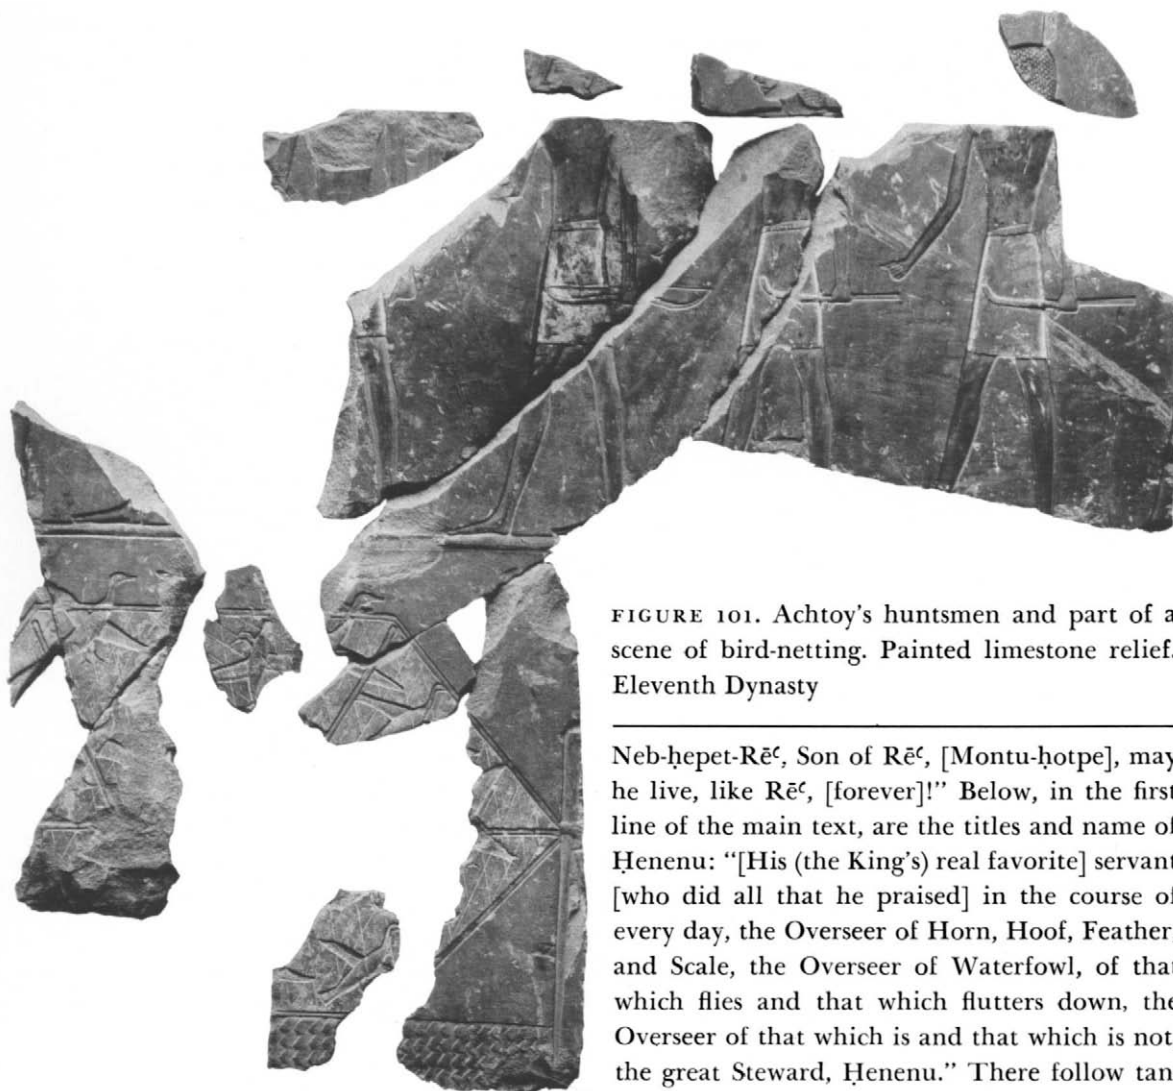 FIGURE 101. Achtoy's huntsmen and part of a
scene of bird-netting. Painted limestone relief.
Eleventh Dynasty
Neb-ḥepet-Rēꜥ, Son of Rēꜥ, [Montu-ḥotpe], may
he live, like Rēꜥ, [forever]!” Below, in the first
line of the main text, are the titles and name of
Ḥenenu: “[His (the King's) real favorite] servant
[who did all that he praised] in the course of
every day, the Overseer of Horn, Hoof, Feather,
and Scale, the Overseer of Waterfowl, of that
which flies and that which flutters down, the
Overseer of that which is and that which is not,
the great Steward, Ḥenenu.” There follow tan